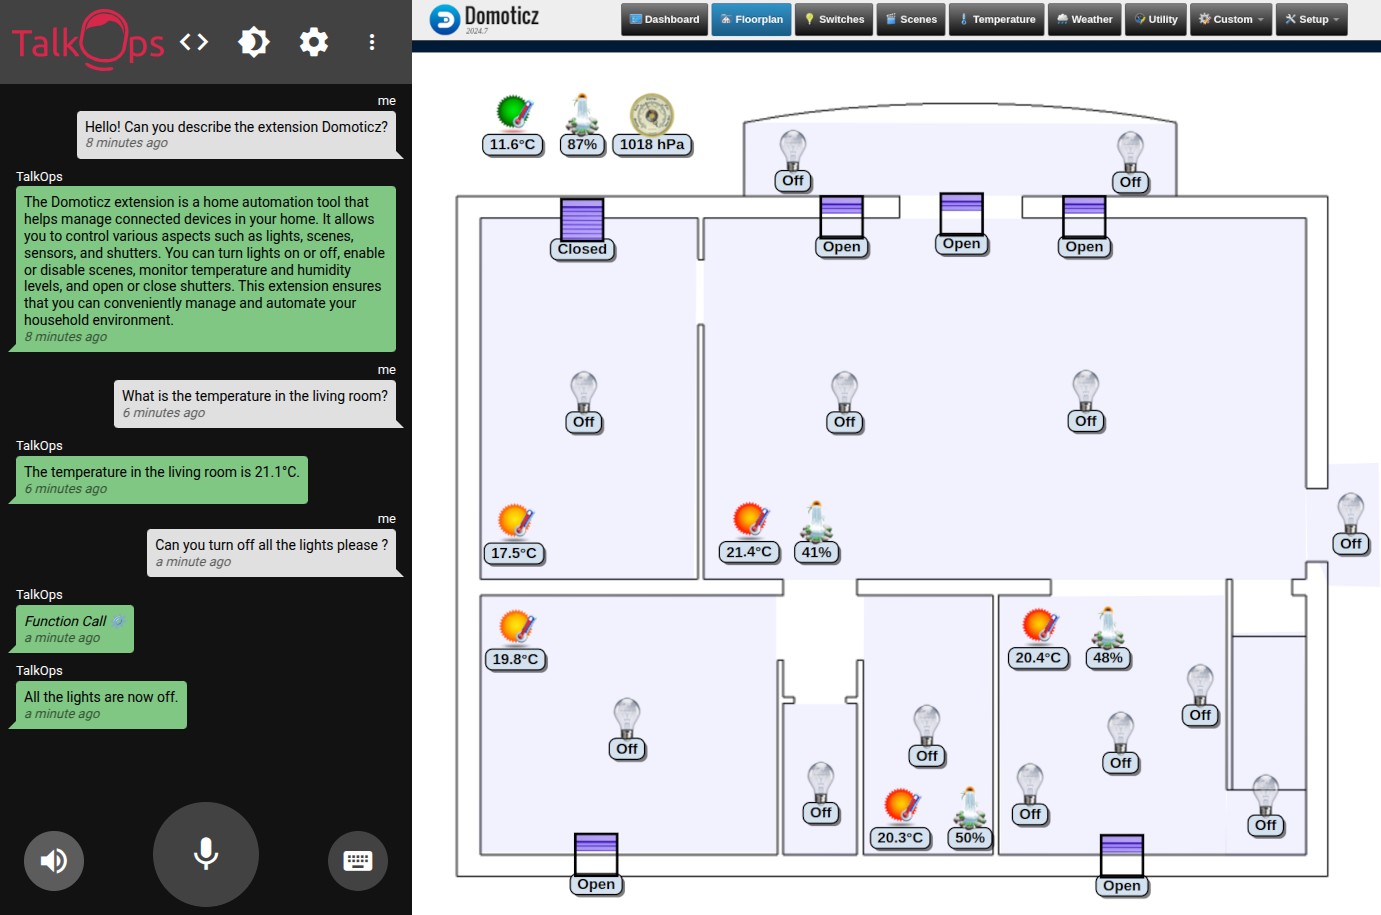 TalkOps
me
Hello! Can you describe the extension Domoticz?
8 minutes ago
TalkOps
The Domoticz extension is a home automation tool that
helps manage connected devices in your home. It allows
you to control various aspects such as lights, scenes,
sensors, and shutters. You can turn lights on or off, enable
or disable scenes, monitor temperature and humidity
levels, and open or close shutters. This extension ensures
that you can conveniently manage and automate your
household environment.
8 minutes ago
me
What is the temperature in the living room?
6 minutes ago
TalkOps
The temperature in the living room is 21.1°C.
6 minutes ago
me
Can you turn off all the lights please ?
a minute ago
TalkOps
Function Call
a minute ago
TalkOps
All the lights are now off.
a minute ago
Domoticz
2024.7
Dashboard
Floorplan
Switches
Scenes
Temperature
Weather
Utility
Custom
Setup
11.6°C
87%
1018 hPa
Off
Off
Closed
Open
Open
Open
Off
Off
Off
17.5°C
21.4°C
41%
Off
19.8°C
20.4°C
48%
Off
Off
Off
Off
Off
Off
Off
20.3°C
50%
Open
Open